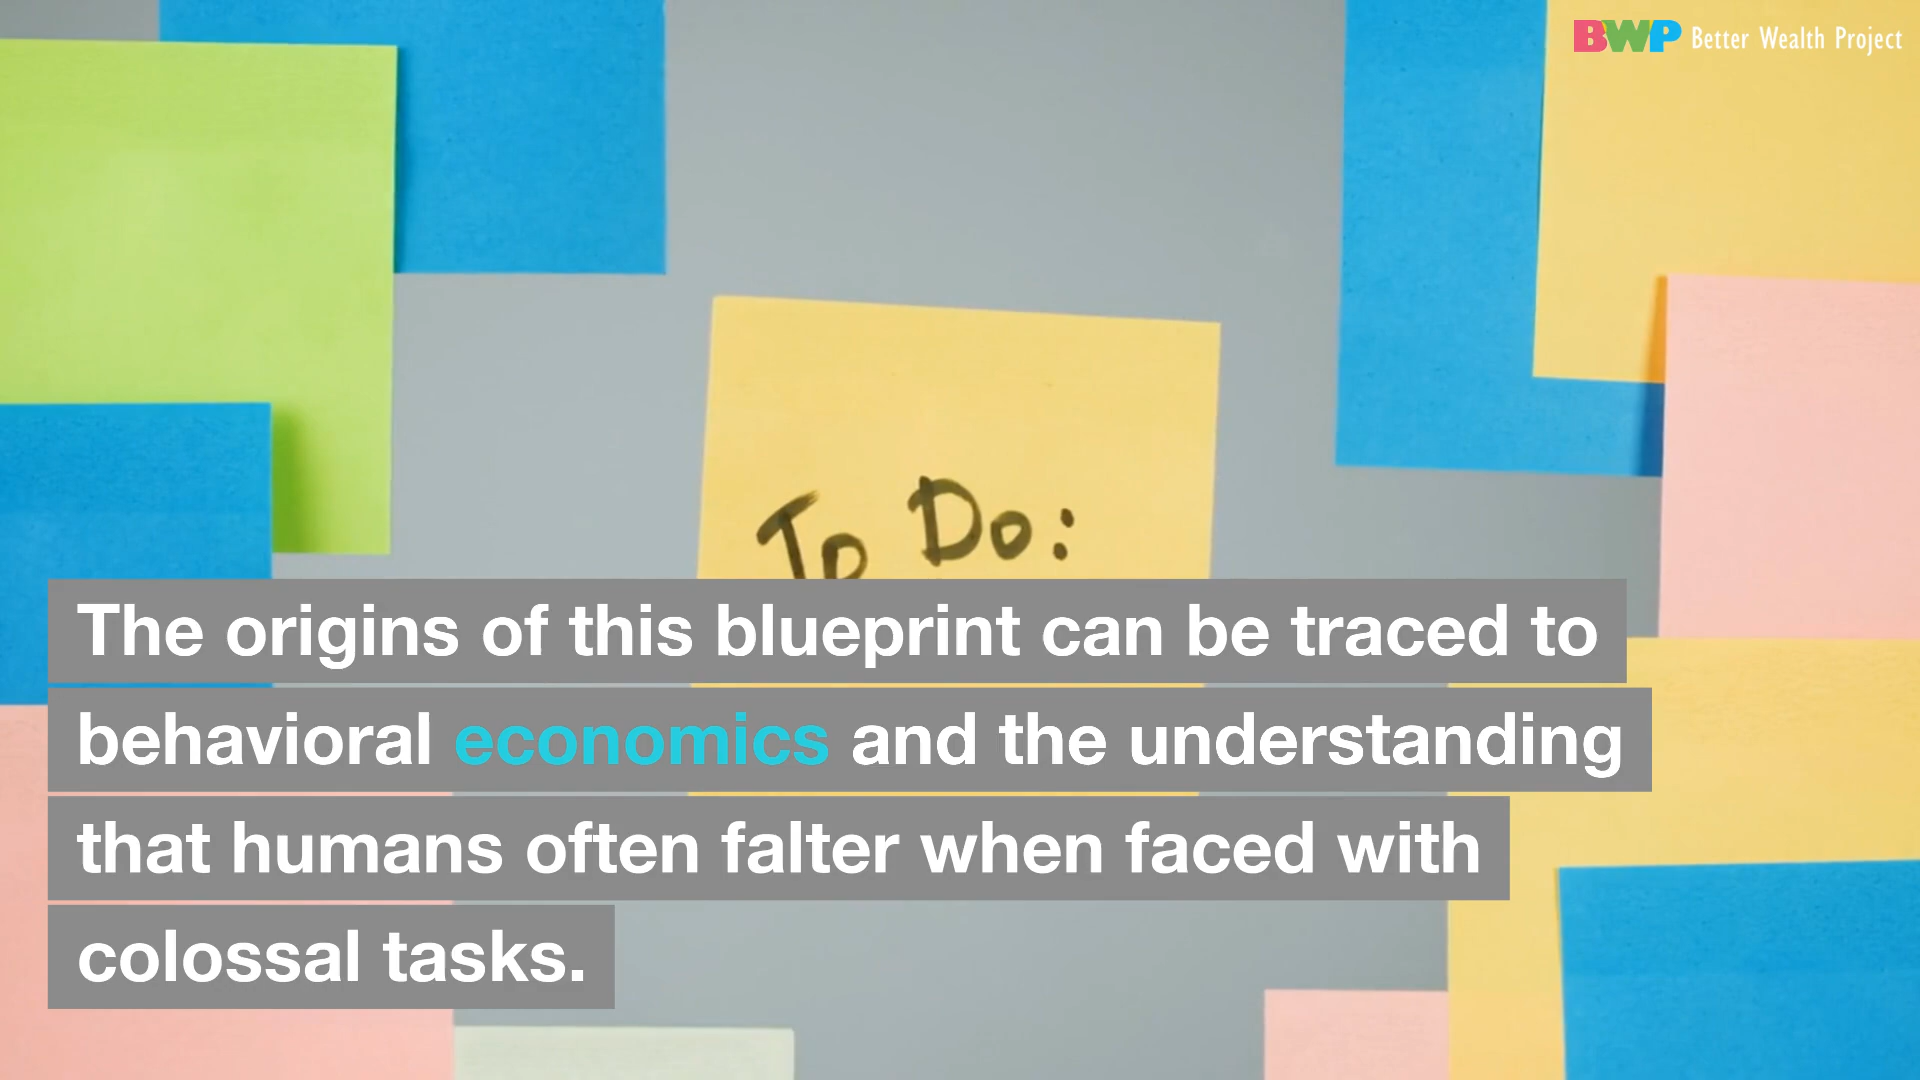 BWP Better Wealth Project
To Do:
The origins of this blueprint can be traced to
behavioral economics and the understanding
that humans often falter when faced with
colossal tasks.